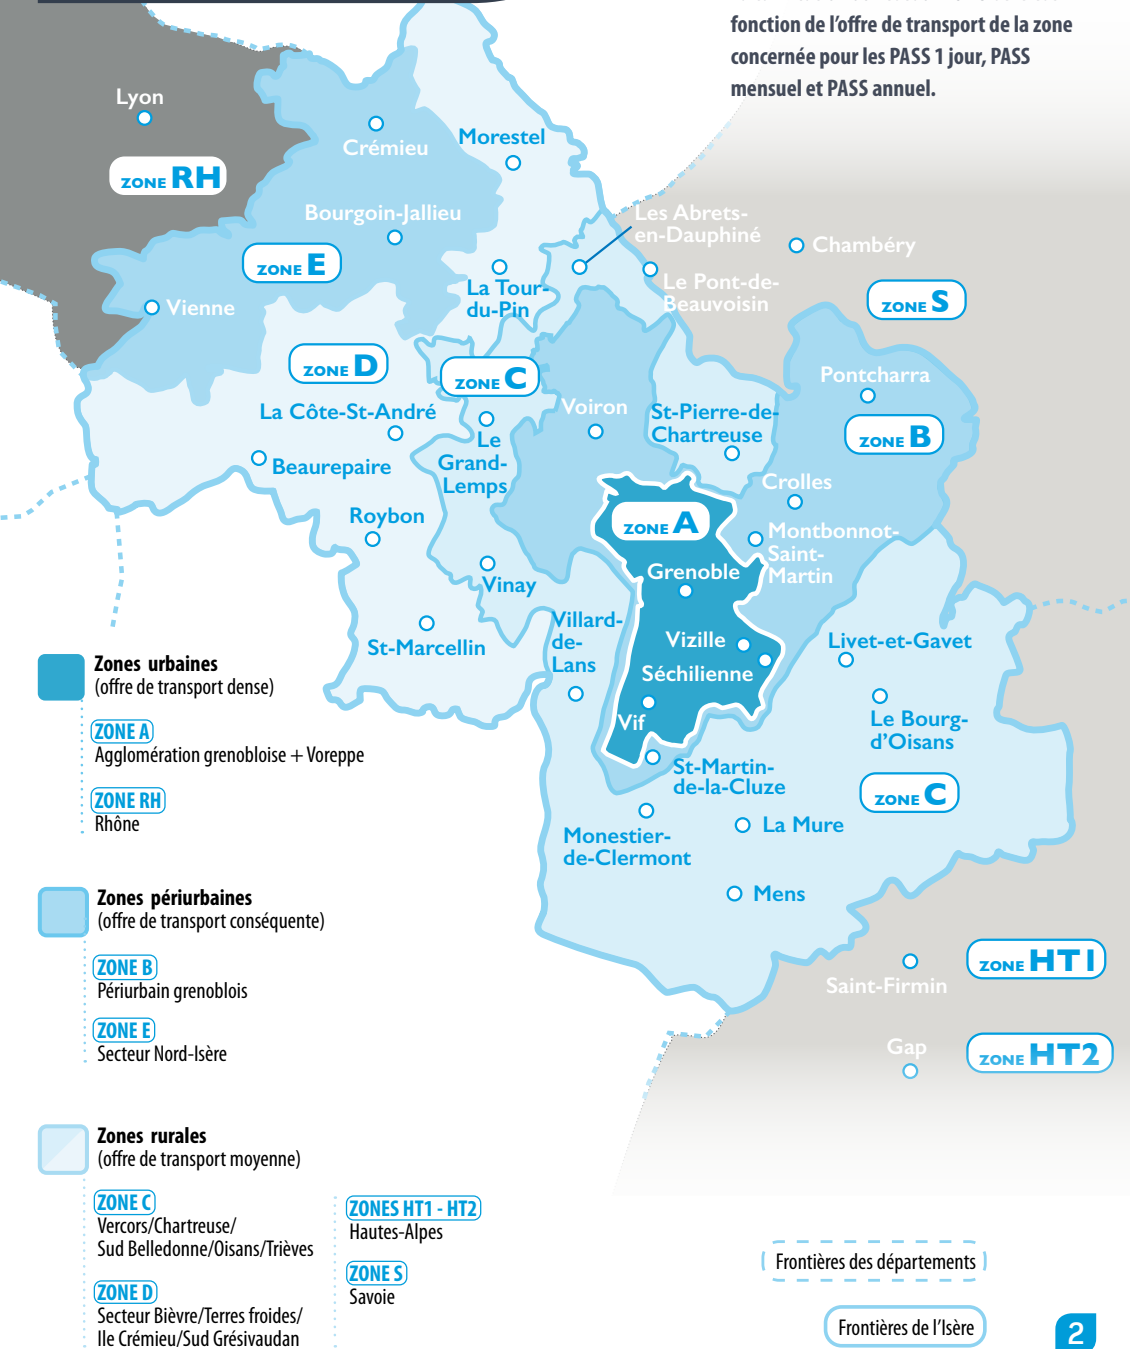 fonction de l'offre de transport de la zone
concernée pour les PASS 1 jour, PASS
mensuel et PASS annuel.
Lyon
ZONE RH
Crémieu
Morestel
Bourgoin-Jallieu
ZONE E
Vienne
Les Abrets-
en-Dauphiné
Chambéry
La Tour-
du-Pin
Le Pont-de-
Beauvoisin
ZONE S
ZONE D
ZONE C
Pontcharra
La Côte-St-André
Voiron
St-Pierre-de-
Chartreuse
ZONE B
Le
Grand-
Lemps
Beaurepaire
Crolles
Roybon
ZONE A
Montbonnot-
Saint-
Martin
Grenoble
Vinay
Villard-
de-
Lans
St-Marcellin
Vizille
Séchilienne
Livet-et-Gavet
Vif
Le Bourg-
d'Oisans
St-Martin-
de-la-Cluze
ZONE C
Monestier-
de-Clermont
La Mure
Mens
Saint-Firmin
ZONE HT1
Gap
ZONE HT2
Zones urbaines
(offre de transport dense)
ZONE A
Agglomération grenobloise + Voreppe
ZONE RH
Rhône
Zones périurbaines
(offre de transport conséquente)
ZONE B
Périurbain grenoblois
ZONE E
Secteur Nord-Isère
Zones rurales
(offre de transport moyenne)
ZONE C
Vercors/Chartreuse/
Sud Belledonne/Oisans/Trièves
ZONE D
Secteur Bièvre/Terres froides/
Ile Crémieu/Sud Grésivaudan
ZONES HT1 - HT2
Hautes-Alpes
ZONE S
Savoie
Frontières des départements
Frontières de l'Isère
2